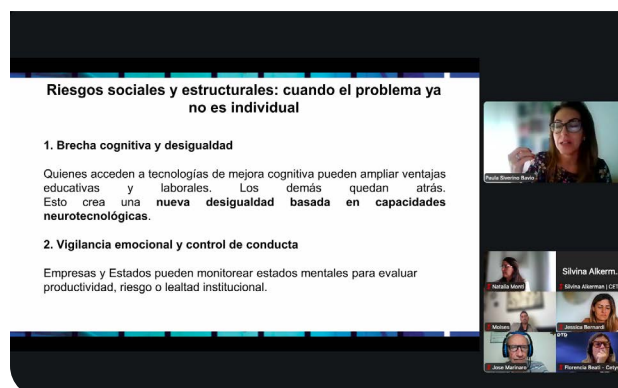 Riesgos sociales y estructurales: cuando el problema ya
no es individual
1. Brecha cognitiva y desigualdad
Quienes acceden a tecnologías de mejora cognitiva pueden ampliar ventajas
educativas y laborales. Los demás quedan atrás.
Esto crea una nueva desigualdad basada en capacidades
neurotecnológicas.
2. Vigilancia emocional y control de conducta
Empresas y Estados pueden monitorear estados mentales para evaluar
productividad, riesgo o lealtad institucional.
Paula Siverino Bavio
Silvina Alkerm...
Natalia Monti
Silvina Alkerman | CET
Moises
Jessica Bernardi
Jose Marinaro
Florencia Reali - Cety